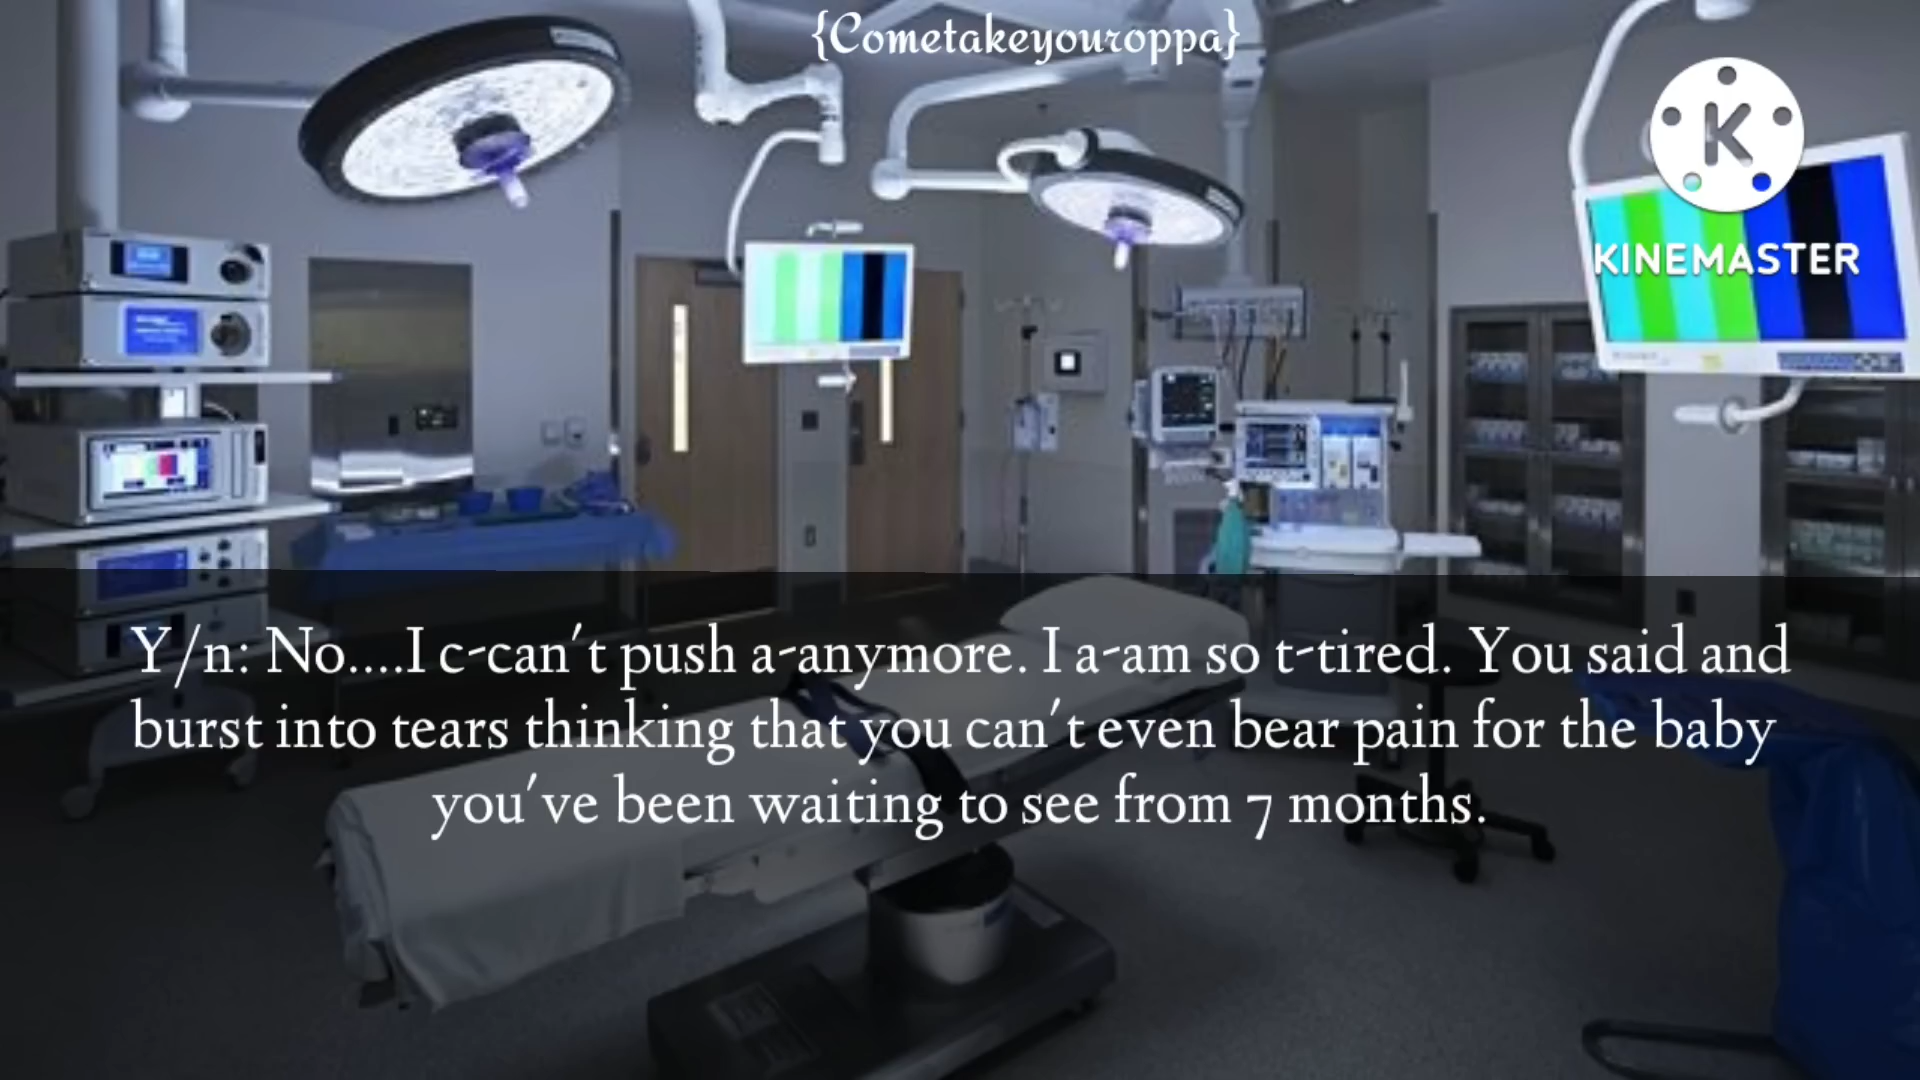 {Cometakeyouroppa}
K
KINEMASTER
Y/n: No....I c-can't push a-anymore. I a-am so t-tired. You said and
burst into tears thinking that you can't even bear pain for the baby
you've been waiting to see from 7 months.